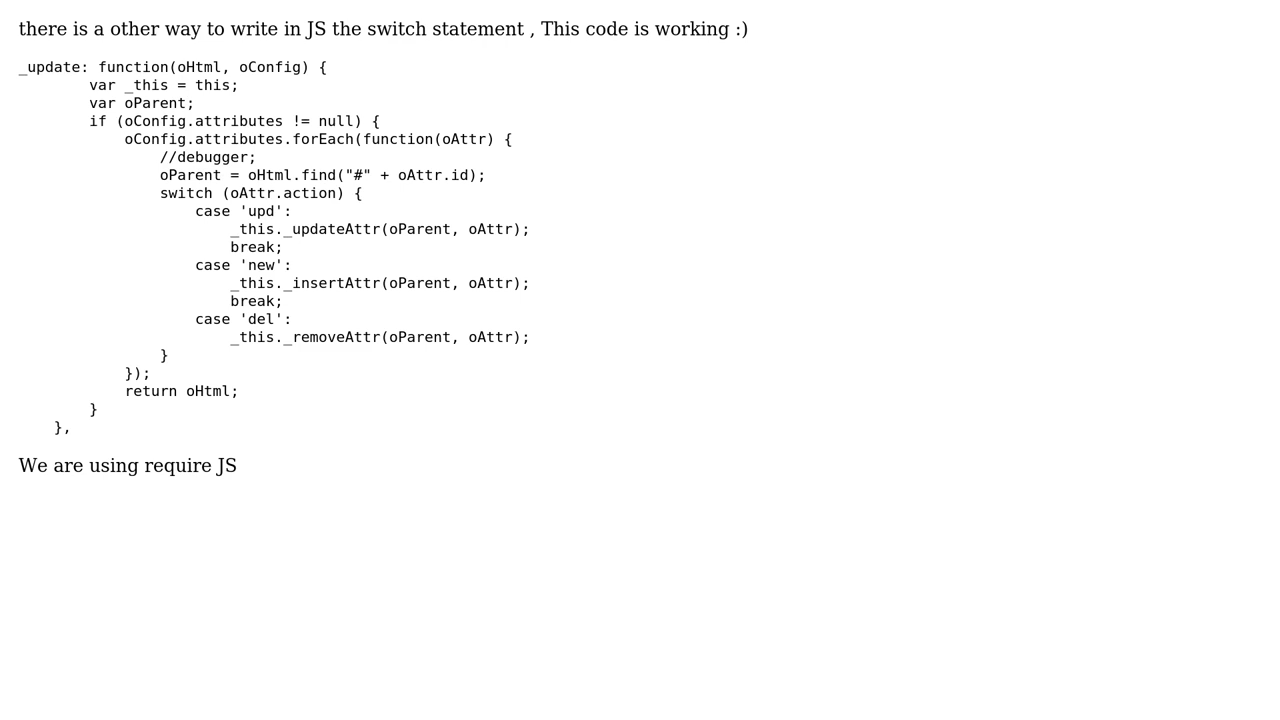 there is a other way to write in JS the switch statement , This code is working :)
_update: function(oHtml, oConfig) {
        var _this = this;
        var oParent;
        if (oConfig.attributes != null) {
            oConfig.attributes.forEach(function(oAttr) {
                //debugger;
                oParent = oHtml.find("#" + oAttr.id);
                switch (oAttr.action) {
                    case 'upd':
                        _this._updateAttr(oParent, oAttr);
                        break;
                    case 'new':
                        _this._insertAttr(oParent, oAttr);
                        break;
                    case 'del':
                        _this._removeAttr(oParent, oAttr);
                }
            });
            return oHtml;
        }
    },
We are using require JS